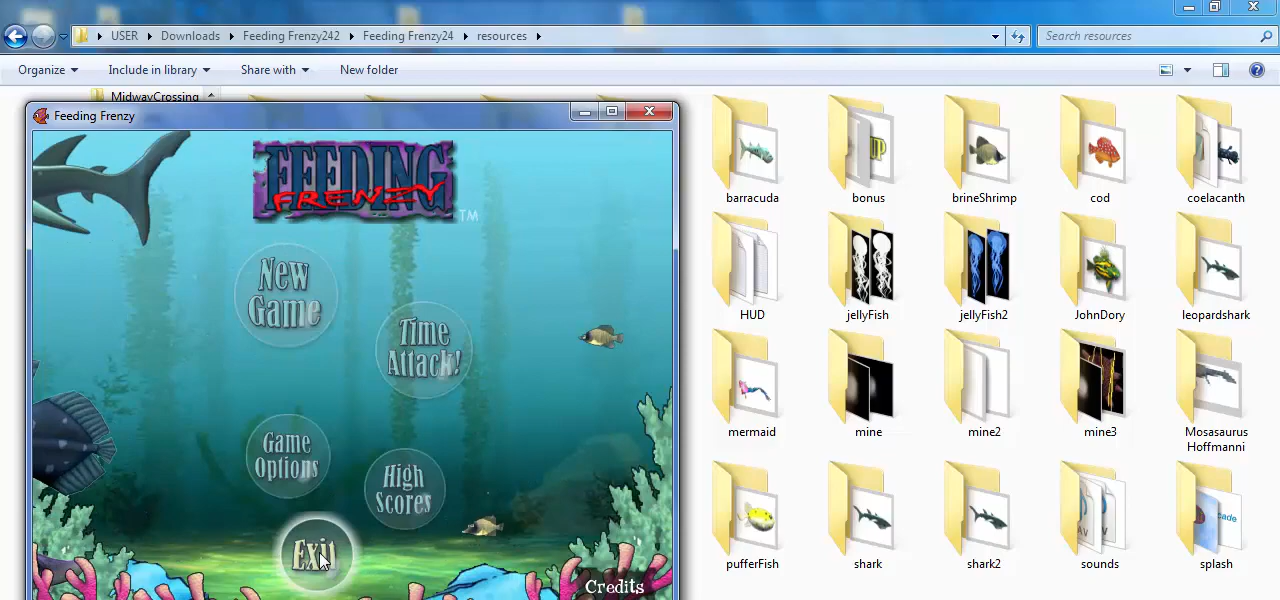 USER
Downloads
Feeding Frenzy242
Feeding Frenzy24
resources
Search resources
Organize
Include in library
Share with
New folder
MidwayCrossing
Feeding Frenzy
FEEDING
FRENZY
TM
New
Game
Time
Attack!
Game
Options
High
Scores
Exit
Credits
barracuda
bonus
UP
brineShrimp
cod
coelacanth
HUD
jellyFish
jellyFish2
JohnDory
leopardshark
mermaid
mine
mine2
mine3
Mosasaurus
Hoffmanni
pufferFish
shark
shark2
sounds
splash